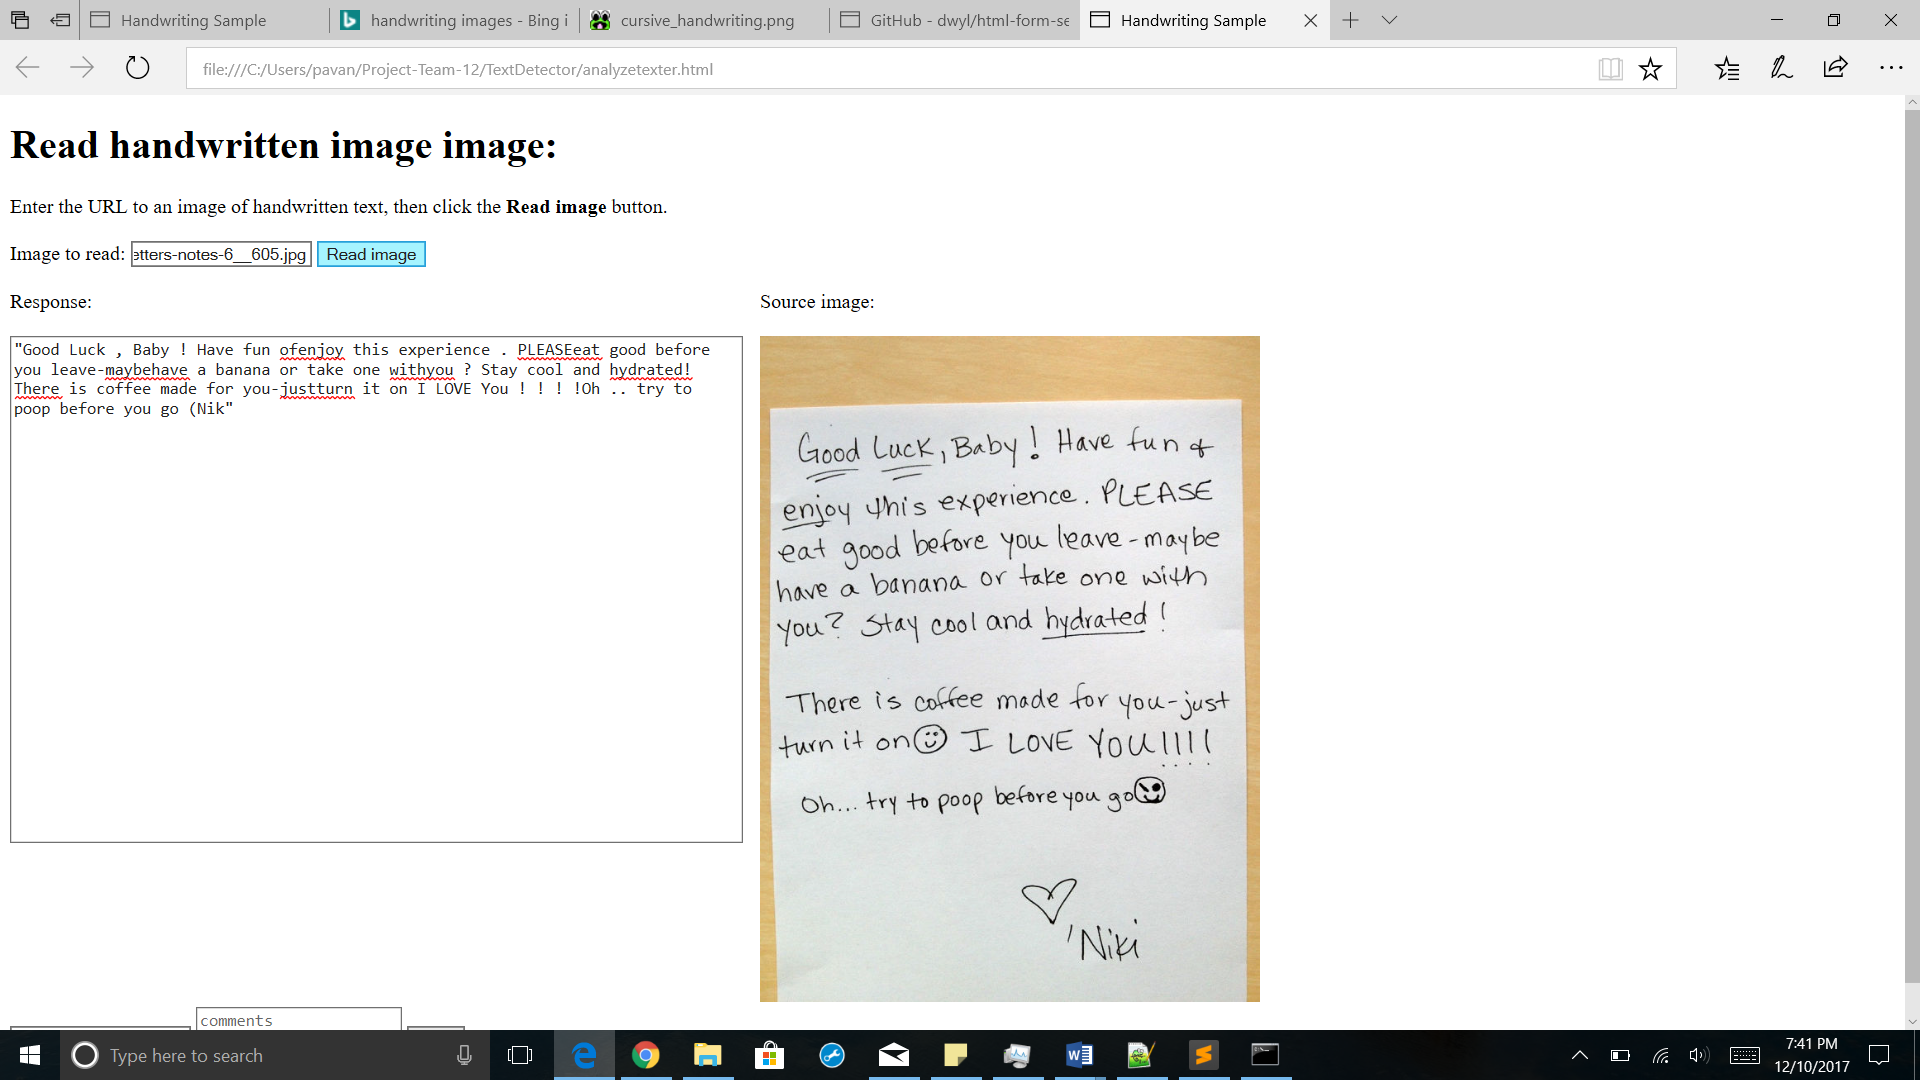 Handwriting Sample
handwriting images - Bing i
cursive_handwriting.png
GitHub - dwyl/html-form-se
Handwriting Sample
file:///C:/Users/pavan/Project-Team-12/TextDetector/analyzetexter.html
Read handwritten image image:
Enter the URL to an image of handwritten text, then click the Read image button.
Image to read: etters-notes-6__605.jpg Read image
Response:
"Good Luck , Baby ! Have fun ofenjoy this experience . PLEASEeat good before
you leave-maybehave a banana or take one withyou ? Stay cool and hydrated!
There is coffee made for you-justturn it on I LOVE You ! ! ! !Oh .. try to
poop before you go (Nik"
Source image:
Good Luck, Baby! Have fun &
enjoy this experience. PLEASE
eat good before you leave - maybe
have a banana or take one with
you? Stay cool and hydrated!
There is coffee made for you - just
turn it on☺ I LOVE YOU!!!!
Oh... try to poop before you go
♡
'Niki
comments
Type here to search
7:41 PM
12/10/2017